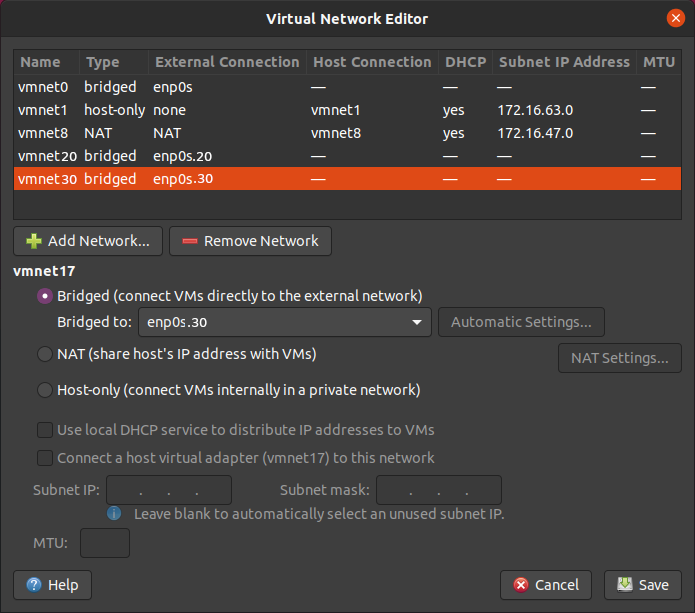 Virtual Network Editor
Name Type External Connection Host Connection DHCP Subnet IP Address MTU
vmnet0 bridged enp0s — — — —
vmnet1 host-only none vmnet1 yes 172.16.63.0 —
vmnet8 NAT NAT vmnet8 yes 172.16.47.0 —
vmnet20 bridged enp0s.20 — — — —
vmnet30 bridged enp0s.30 — — — —
Add Network... Remove Network
vmnet17
Bridged (connect VMs directly to the external network)
Bridged to: enp0s.30 Automatic Settings...
NAT (share host's IP address with VMs) NAT Settings...
Host-only (connect VMs internally in a private network)
Use local DHCP service to distribute IP addresses to VMs
Connect a host virtual adapter (vmnet17) to this network
Subnet IP: . . . Subnet mask: . . .
Leave blank to automatically select an unused subnet IP.
MTU:
Help Cancel Save